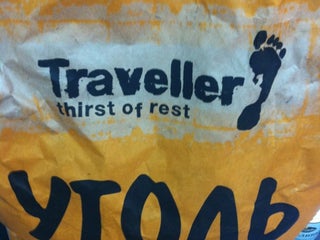 Traveller
thirst of rest
УГОЛЬ